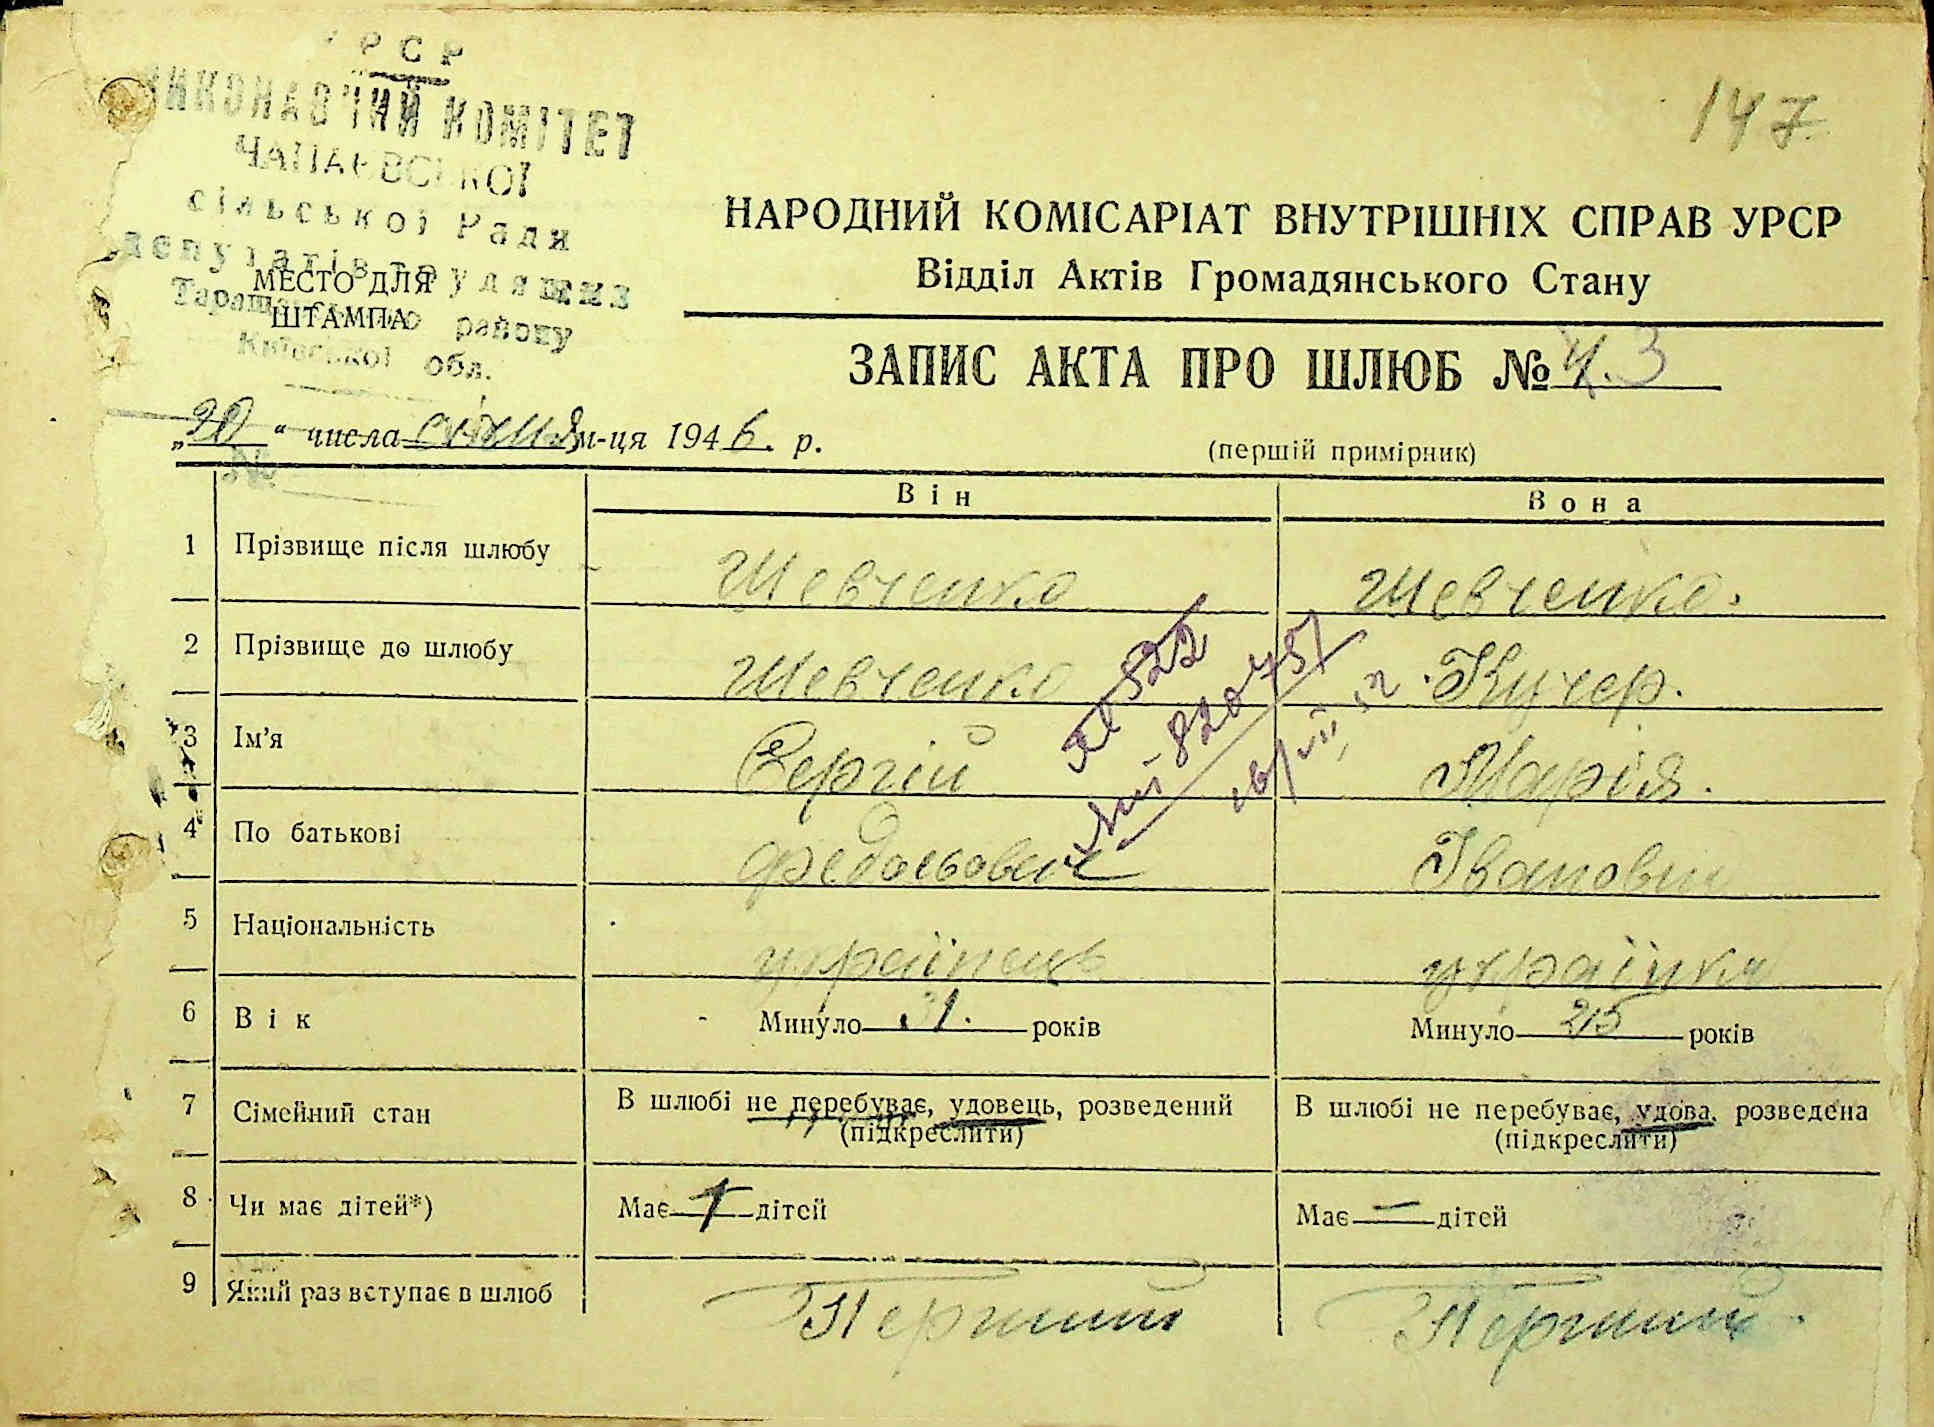 УРСР
ВИКОНАВЧИЙ КОМІТЕТ
ЧАПАЄВСЬКОЇ
сільської Ради
депутатів трудящих
Таращанського району
Київської обл.
МЕСТО ДЛЯ
ШТАМПА
№
147
НАРОДНИЙ КОМІСАРІАТ ВНУТРІШНІХ СПРАВ УРСР
Відділ Актів Громадянського Стану
ЗАПИС АКТА ПРО ШЛЮБ № 3
„20“ числа січня м-ця 1946. р.
(першій примірник)
Він Вона
1 Прізвище після шлюбу Шевченко Шевченко.
2 Прізвище до шлюбу Шевченко Кучер.
3 Ім'я Сергій Марія.
4 По батькові Федосьович Івановна
5 Національність українець українка
6 Вік Минуло 31. років Минуло 25 років
7 Сімейний стан В шлюбі не перебуває, удовець, розведений В шлюбі не перебуває, удова, розведена
(підкреслити) (підкреслити)
8 Чи має дітей*) Має 1 дітей Має — дітей
9 Який раз вступає в шлюб Перший Перший.